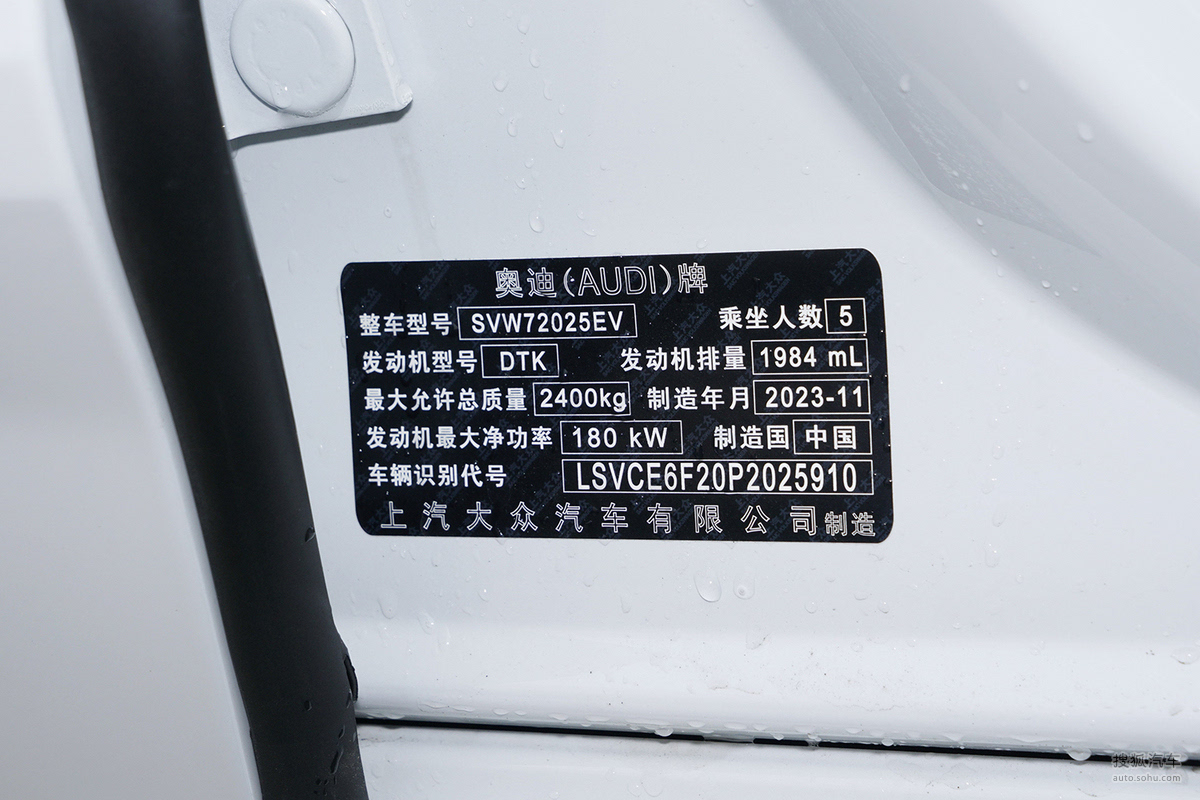 奥迪(AUDI)牌
整车型号 SVW72025EV 乘坐人数 5
发动机型号 DTK 发动机排量 1984 mL
最大允许总质量 2400kg 制造年月 2023-11
发动机最大净功率 180 kW 制造国 中国
车辆识别代号 LSVCE6F20P2025910
上汽大众汽车有限公司制造
搜狐汽车
auto.sohu.com